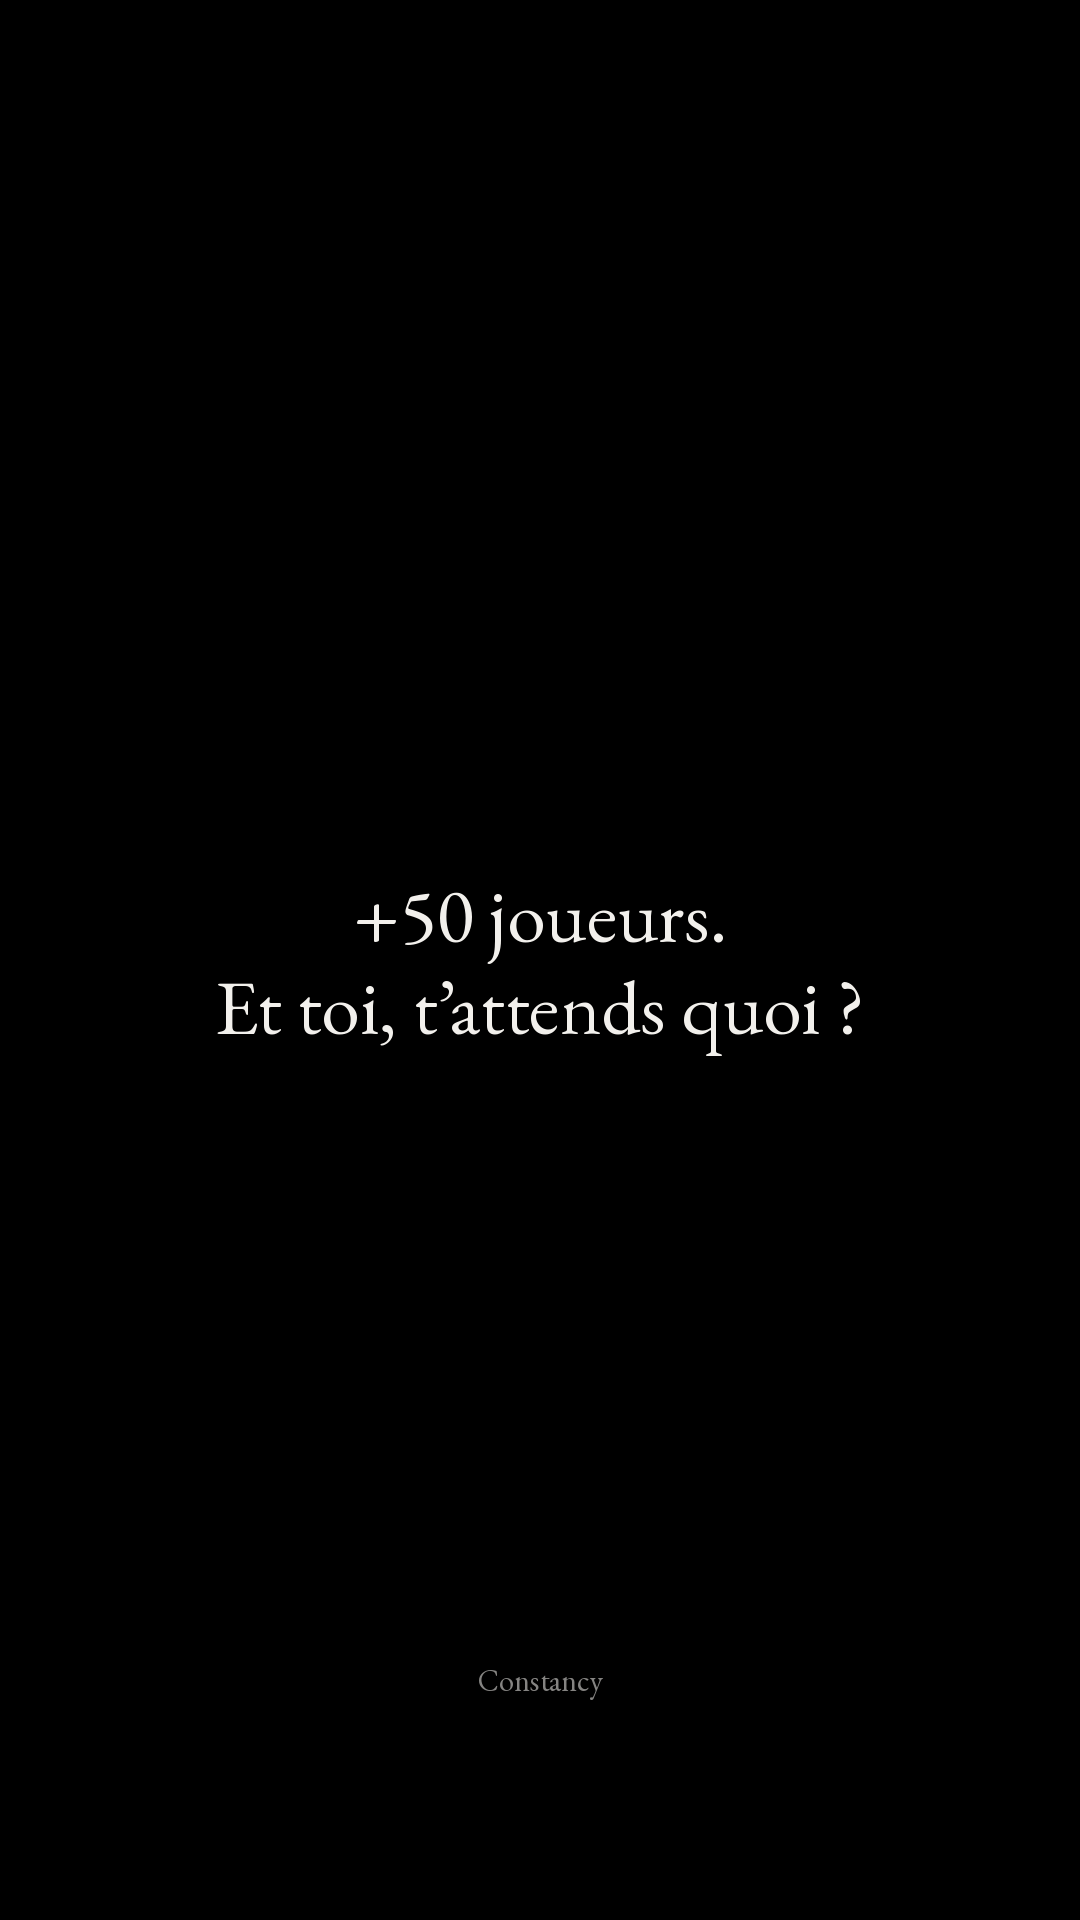 +50 joueurs.
Et toi, t’attends quoi ?
Constancy